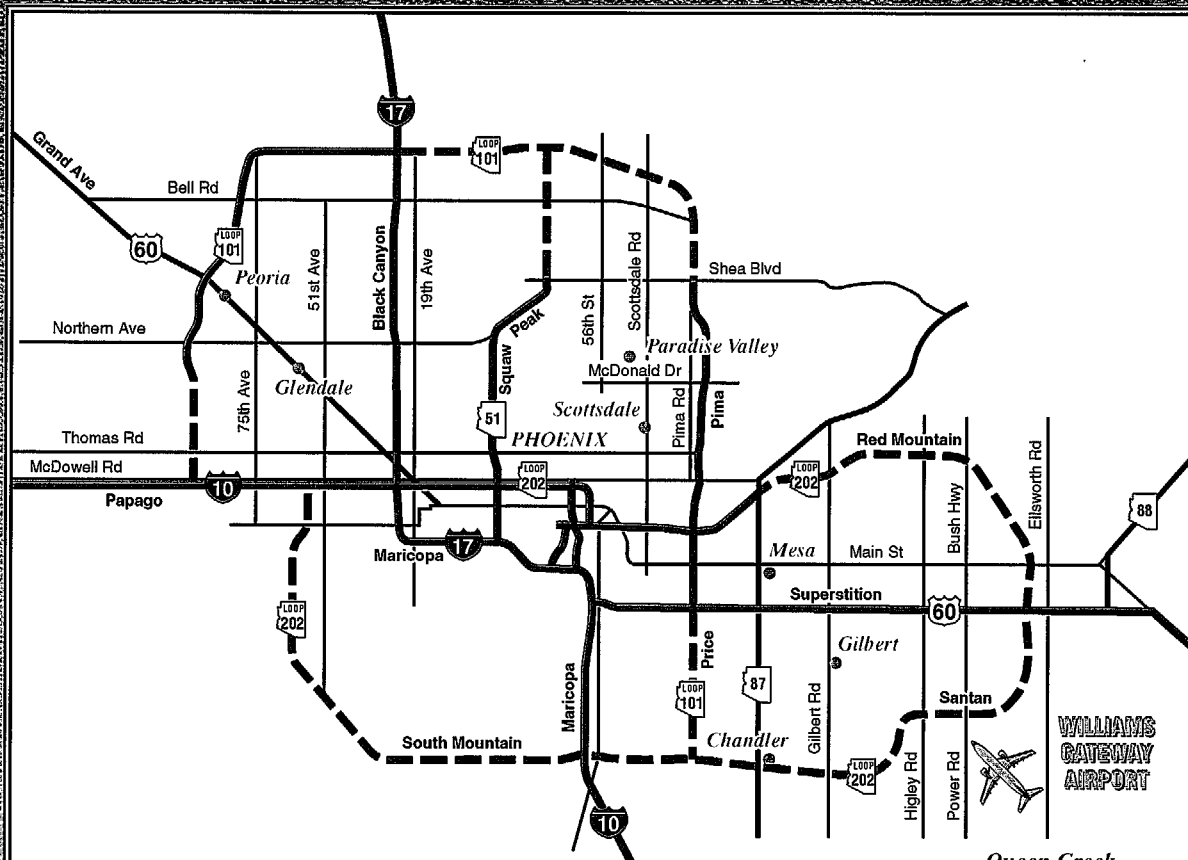 17
Grand Ave
LOOP
101
Bell Rd
60
LOOP
101
Peoria
51st Ave
Black Canyon
19th Ave
Scottsdale Rd
Shea Blvd
56th St
Northern Ave
Squaw
Peak
Paradise Valley
McDonald Dr
Glendale
75th Ave
51
Scottsdale
Pima Rd
Pima
PHOENIX
Thomas Rd
McDowell Rd
10
Papago
LOOP
202
LOOP
202
Red Mountain
Bush Hwy
Ellsworth Rd
88
Maricopa
17
Mesa
Main St
Superstition
60
LOOP
202
Price
Gilbert
Maricopa
LOOP
101
87
Gilbert Rd
Santan
South Mountain
Chandler
LOOP
202
Higley Rd
Power Rd
WILLIAMS
GATEWAY
AIRPORT
10
Queen Creek